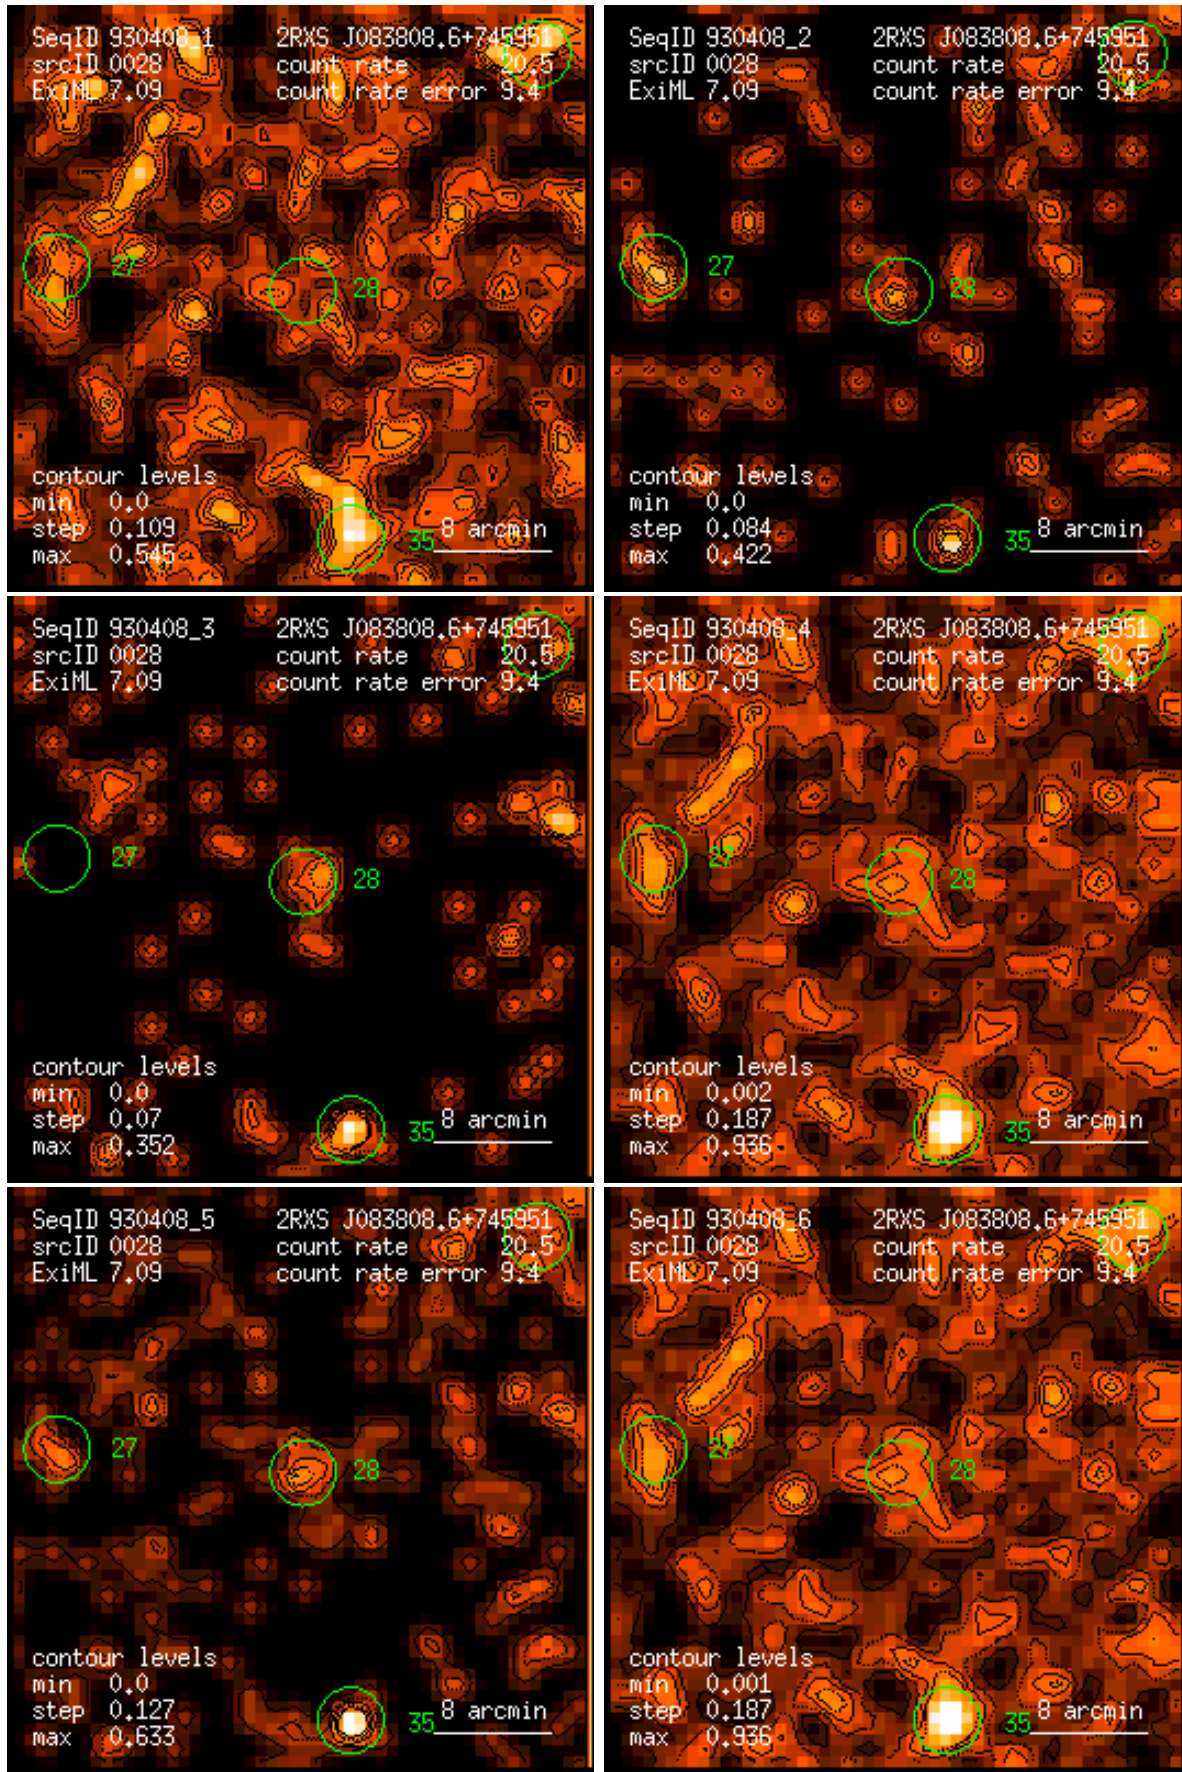 SeqID 930408_1 2RXS J083808.6+745951
srcID 0028 count rate 20.5
ExiML 7.09 count rate error 9.4
27
28
contour levels
min 0.0
step 0.109 35 8 arcmin
max 0.545
SeqID 930408_2 2RXS J083808.6+745951
srcID 0028 count rate 20.5
ExiML 7.09 count rate error 9.4
27
28
contour levels
min 0.0
step 0.084 35 8 arcmin
max 0.422
SeqID 930408_3 2RXS J083808.6+745951
srcID 0028 count rate 20.5
ExiML 7.09 count rate error 9.4
27
28
contour levels
min 0.0
step 0.07 35 8 arcmin
max 0.352
SeqID 930408_4 2RXS J083808.6+745951
srcID 0028 count rate 20.5
ExiML 7.09 count rate error 9.4
27
28
contour levels
min 0.002
step 0.187 35 8 arcmin
max 0.936
SeqID 930408_5 2RXS J083808.6+745951
srcID 0028 count rate 20.5
ExiML 7.09 count rate error 9.4
27
28
contour levels
min 0.0
step 0.127 35 8 arcmin
max 0.633
SeqID 930408_6 2RXS J083808.6+745951
srcID 0028 count rate 20.5
ExiML 7.09 count rate error 9.4
27
28
contour levels
min 0.001
step 0.187 35 8 arcmin
max 0.936